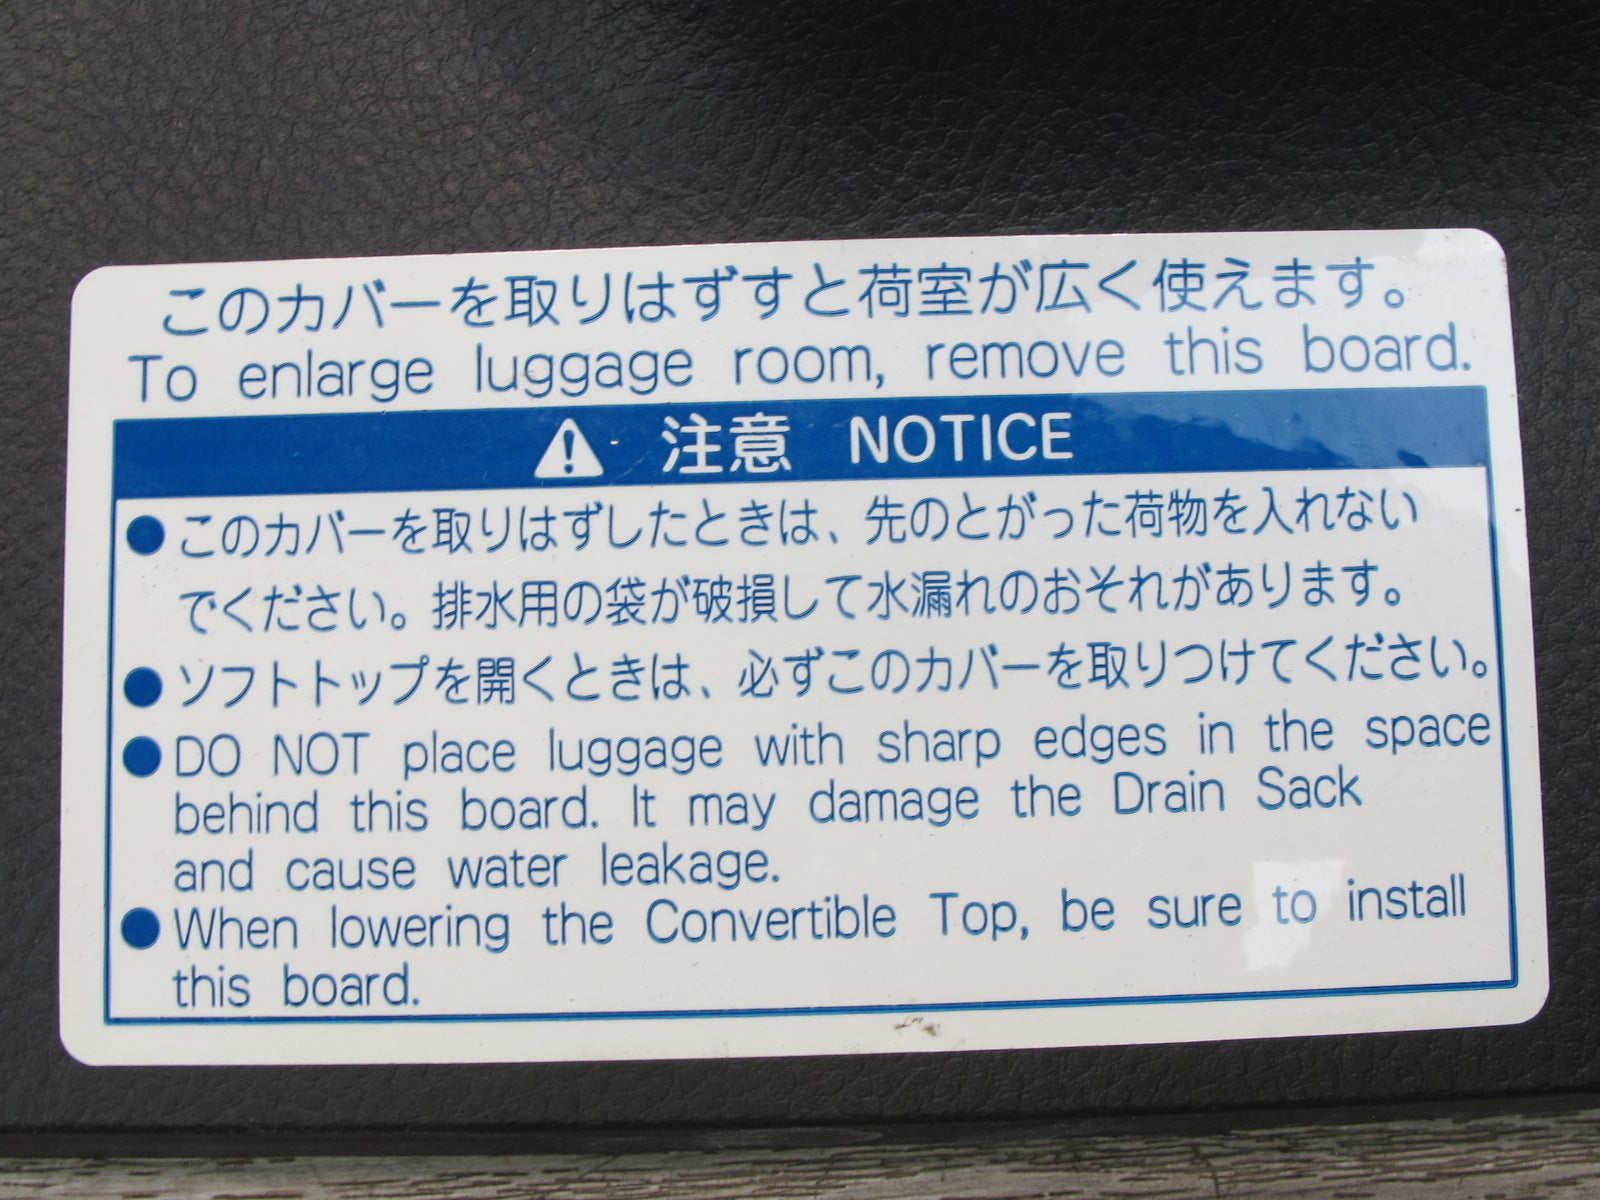 このカバーを取りはずすと荷室が広く使えます。
To enlarge luggage room, remove this board.
注意 NOTICE
●このカバーを取りはずしたときは、先のとがった荷物を入れない
でください。排水用の袋が破損して水漏れのおそれがあります。
●ソフトトップを開くときは、必ずこのカバーを取りつけてください。
●DO NOT place luggage with sharp edges in the space
behind this board. It may damage the Drain Sack
and cause water leakage.
●When lowering the Convertible Top, be sure to install
this board.